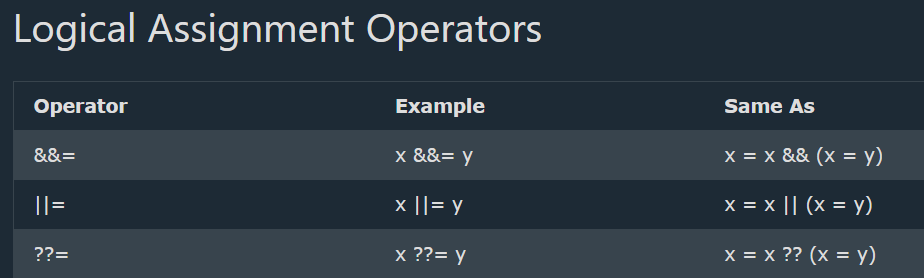 Logical Assignment Operators
Operator Example Same As
&&= x &&= y x = x && (x = y)
||= x ||= y x = x || (x = y)
??= x ??= y x = x ?? (x = y)